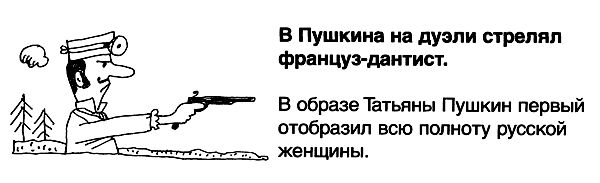 В Пушкина на дуэли стрелял
француз-дантист.
В образе Татьяны Пушкин первый
отобразил всю полноту русской
женщины.